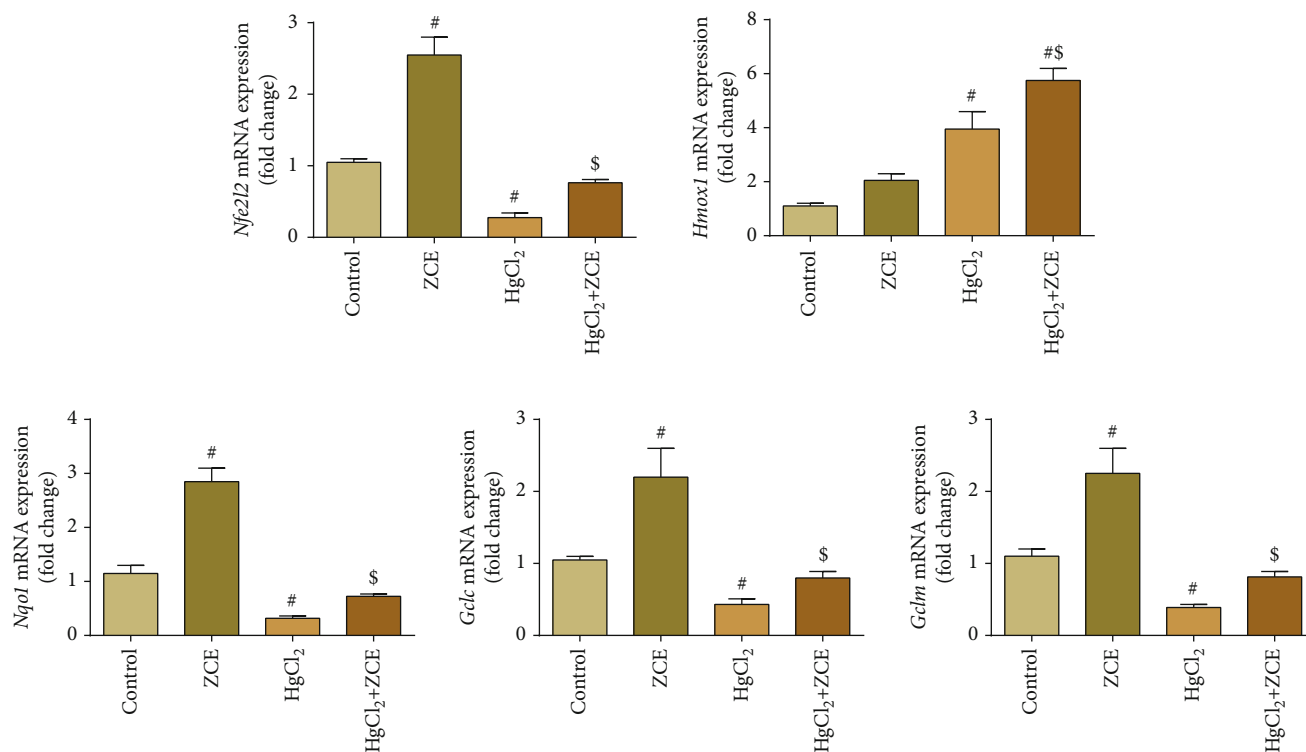 Nfe2l2 mRNA expression
(fold change)
3
2
1
0
#
#
$
Control
ZCE
HgCl₂
HgCl₂+ZCE
Hmox1 mRNA expression
(fold change)
8
6
4
2
0
#
#$
Control
ZCE
HgCl₂
HgCl₂+ZCE
Nqo1 mRNA expression
(fold change)
4
3
2
1
0
#
#
$
Control
ZCE
HgCl₂
HgCl₂+ZCE
Gclc mRNA expression
(fold change)
3
2
1
0
#
#
$
Control
ZCE
HgCl₂
HgCl₂+ZCE
Gclm mRNA expression
(fold change)
3
2
1
0
#
#
$
Control
ZCE
HgCl₂
HgCl₂+ZCE